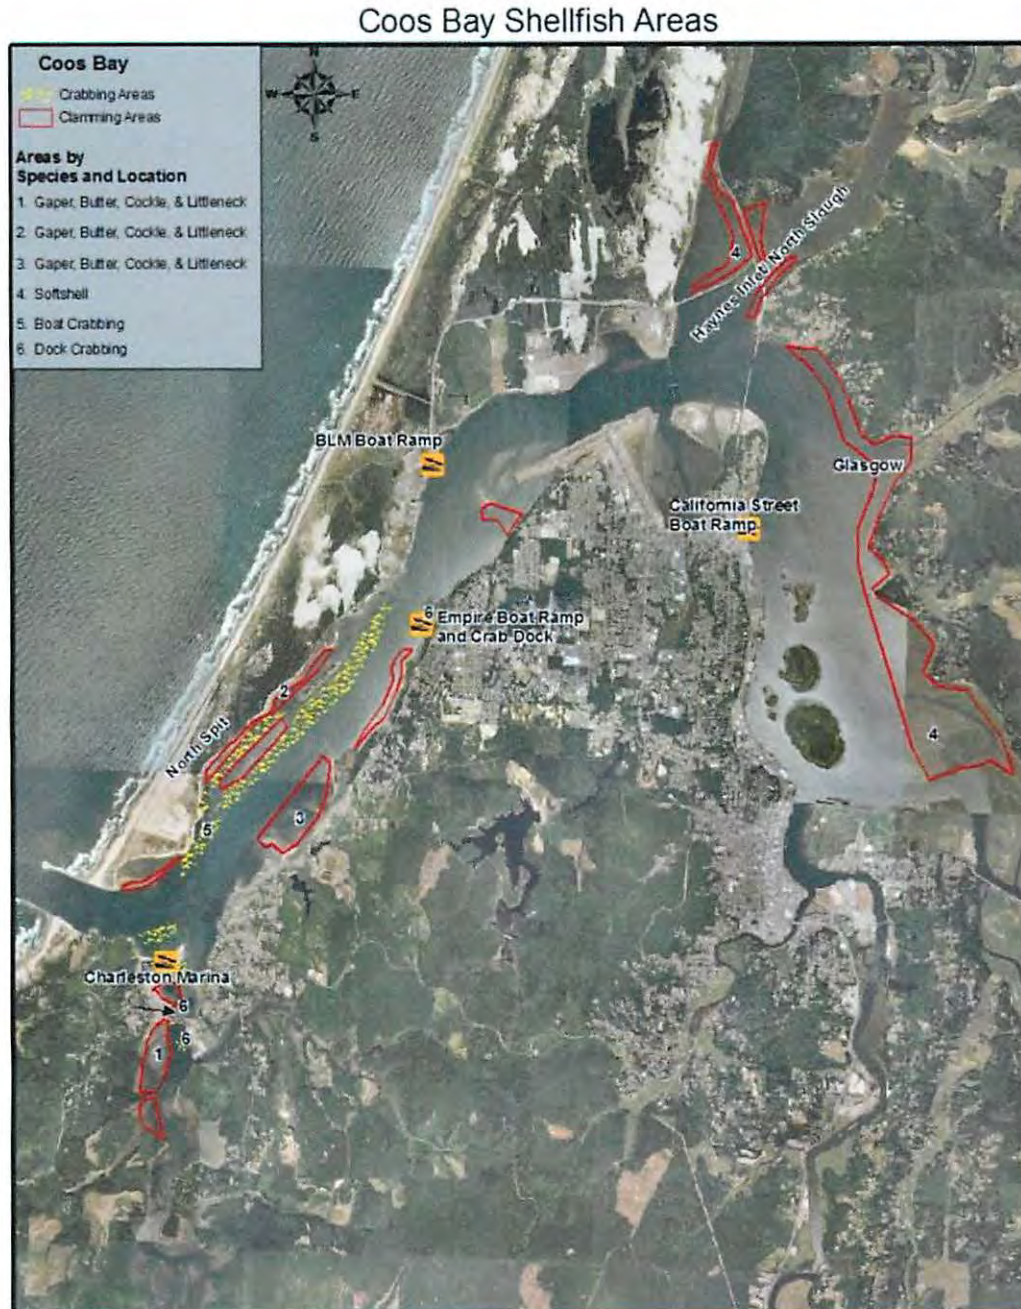 Coos Bay Shellfish Areas
Coos Bay
Crabbing Areas
Clamming Areas
Areas by
Species and Location
1. Gaper, Butter, Cockle, & Littleneck
2. Gaper, Butter, Cockle, & Littleneck
3. Gaper, Butter, Cockle, & Littleneck
4. Softshell
5. Boat Crabbing
6. Dock Crabbing
N
W
E
S
4
Haynes Inlet North Slough
BLM Boat Ramp
Glasgow
California Street
Boat Ramp
6
Empire Boat Ramp
and Crab Dock
2
North Spit
4
3
5
Charleston Marina
6
6
1